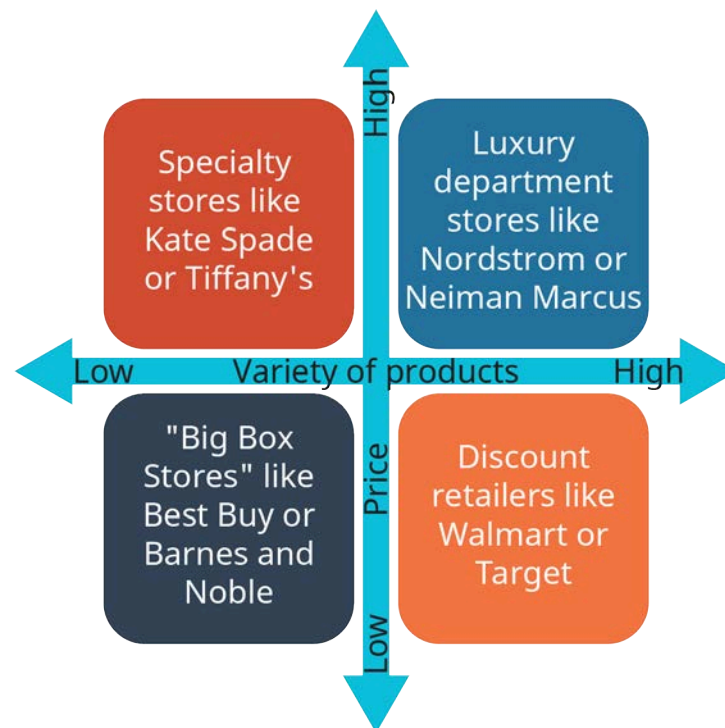 High
Specialty
stores like
Kate Spade
or Tiffany's
Luxury
department
stores like
Nordstrom or
Neiman Marcus
Low
Variety of products
High
"Big Box
Stores" like
Best Buy or
Barnes and
Noble
Price
Discount
retailers like
Walmart or
Target
Low